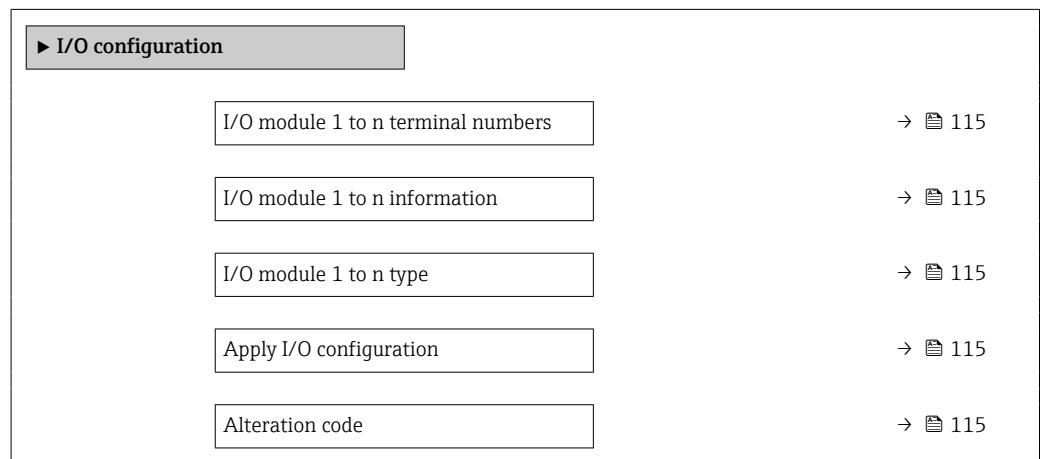 ► I/O configuration
I/O module 1 to n terminal numbers → 115
I/O module 1 to n information → 115
I/O module 1 to n type → 115
Apply I/O configuration → 115
Alteration code → 115